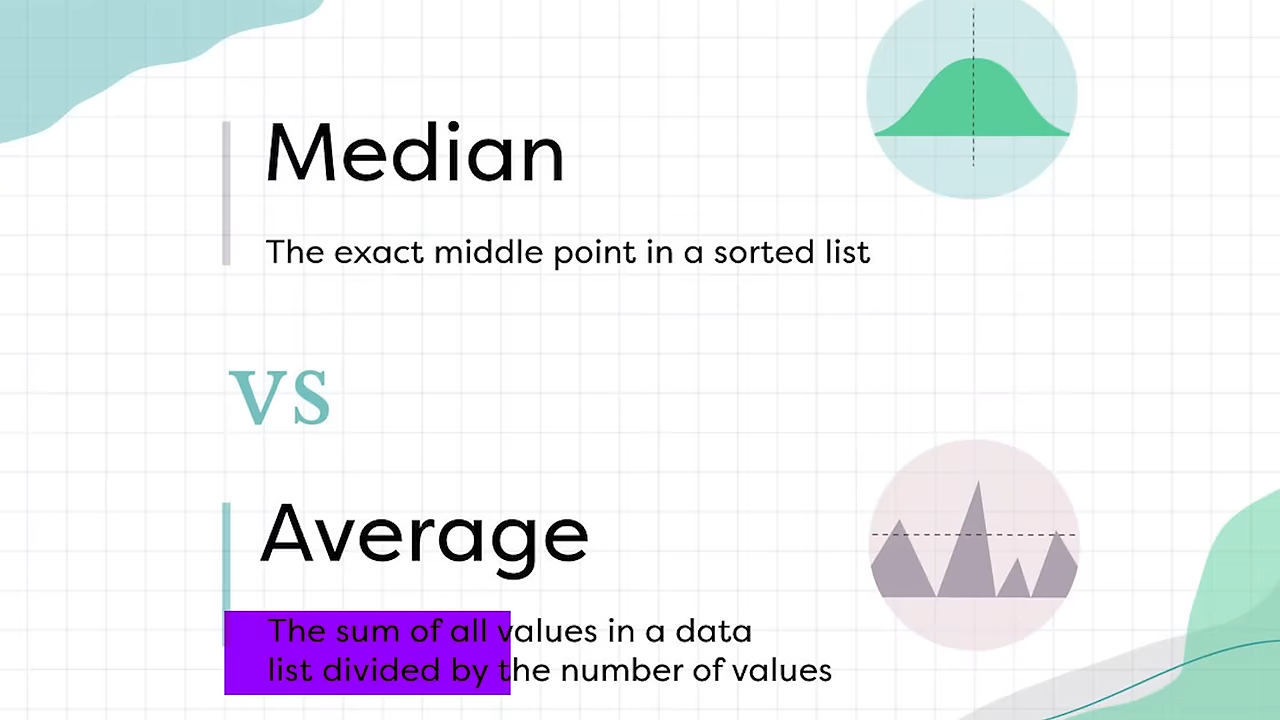 Median
The exact middle point in a sorted list
VS
Average
The sum of all values in a data
list divided by the number of values